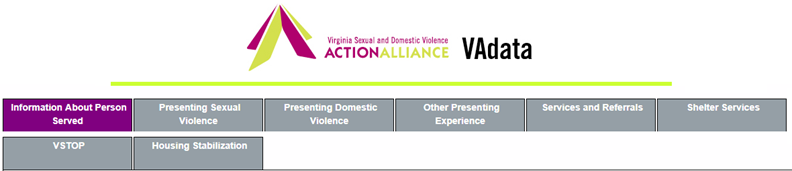 Virginia Sexual and Domestic Violence
ACTIONALLIANCE VAdata
Information About Person
Served
Presenting Sexual
Violence
Presenting Domestic
Violence
Other Presenting
Experience
Services and Referrals
Shelter Services
VSTOP
Housing Stabilization